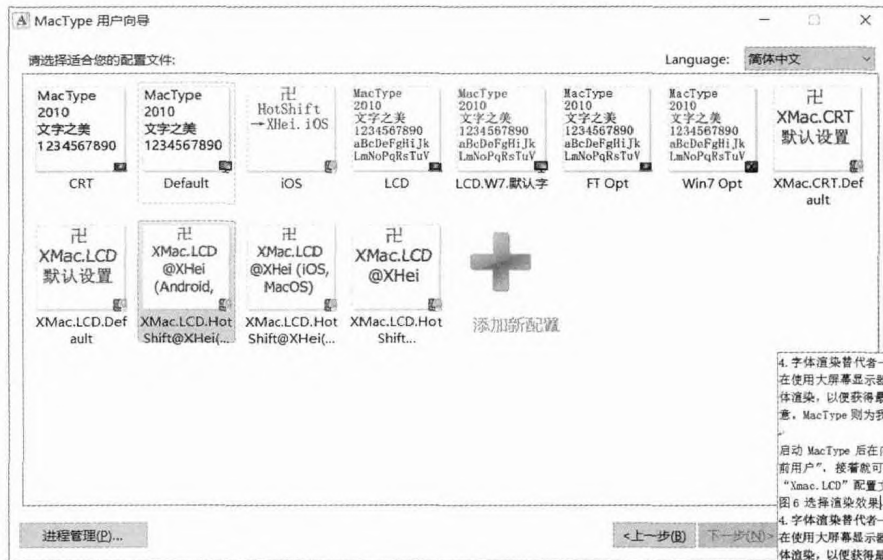 MacType 用户向导
请选择适合您的配置文件:
Language:
简体中文
MacType
2010
文字之美
1234567890
CRT
MacType
2010
文字之美
1234567890
Default
卍
HotShift
→XHei.iOS
iOS
MacType
2010
文字之美
1234567890
aBcDeFgHiJk
LmNoPqRsTuV
LCD
MacType
2010
文字之美
1234567890
aBcDeFgHiJk
LmNoPqRsTuV
LCD.W7.默认字
MacType
2010
文字之美
1234567890
aBcDeFgHiJk
LmNoPqRsTuV
FT Opt
MacType
2010
文字之美
1234567890
aBcDeFgHiJk
LmNoPqRsTuV
Win7 Opt
卍
XMac.CRT
默认设置
XMac.CRT.Def
ault
卍
XMac.LCD
默认设置
XMac.LCD.Def
ault
卍
XMac.LCD
@XHei
(Android,
XMac.LCD.Hot
Shift@XHei(...
卍
XMac.LCD
@XHei (iOS,
MacOS)
XMac.LCD.Hot
Shift@XHei(...
卍
XMac.LCD
@XHei
XMac.LCD.Hot
Shift...
添加新配置
4.字体渲染替代者一
在使用大屏幕显示器
体渲染，以便获得最
意，MacType 则为我
启动 MacType 后在
前用户”，接着就可
“Xmac.LCD”配置
图6 选择渲染效果
4.字体渲染替代者一
在使用大屏幕显示器
体渲染，以便获得最
进程管理(P)...
<上一步(B)
下一步(N)>